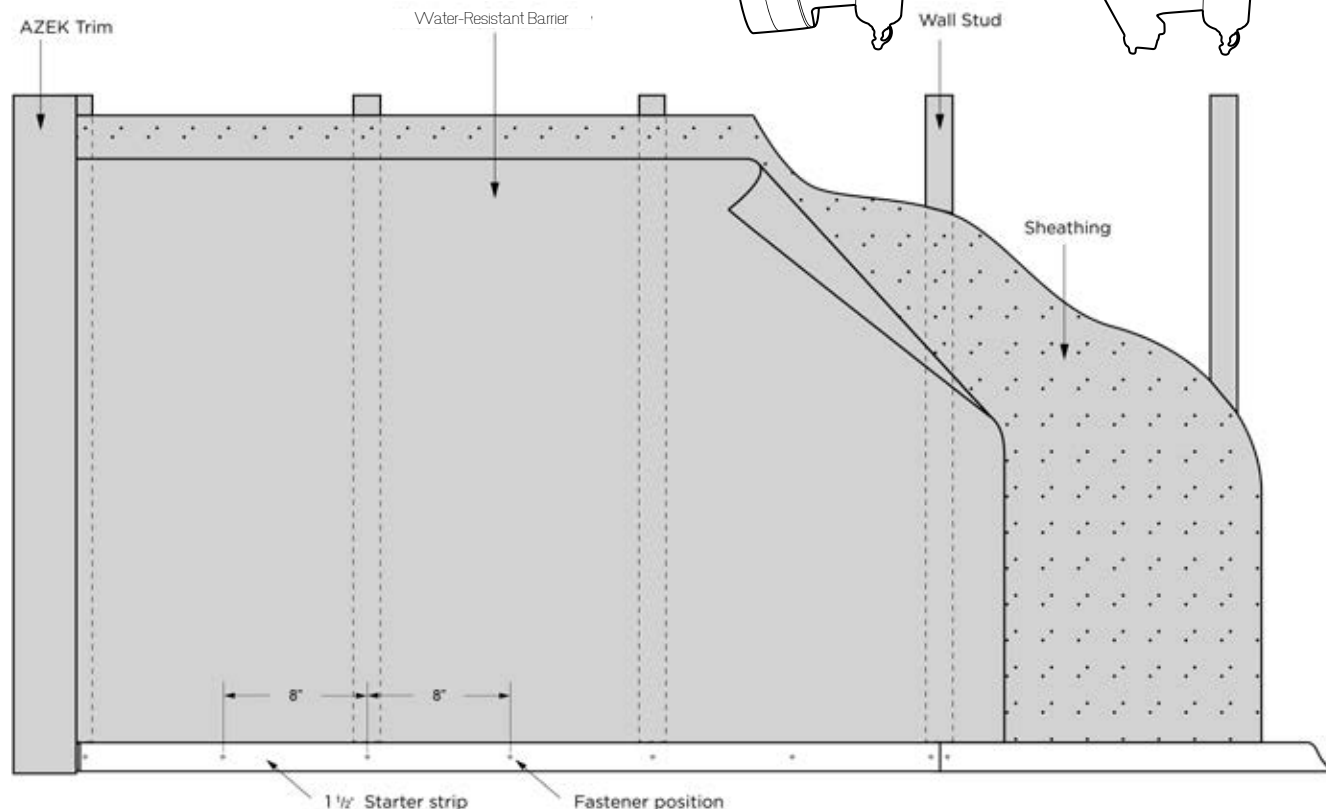 Water-Resistant Barrier
AZEK Trim
Wall Stud
Sheathing
8"
8"
1 1/2" Starter strip
Fastener position